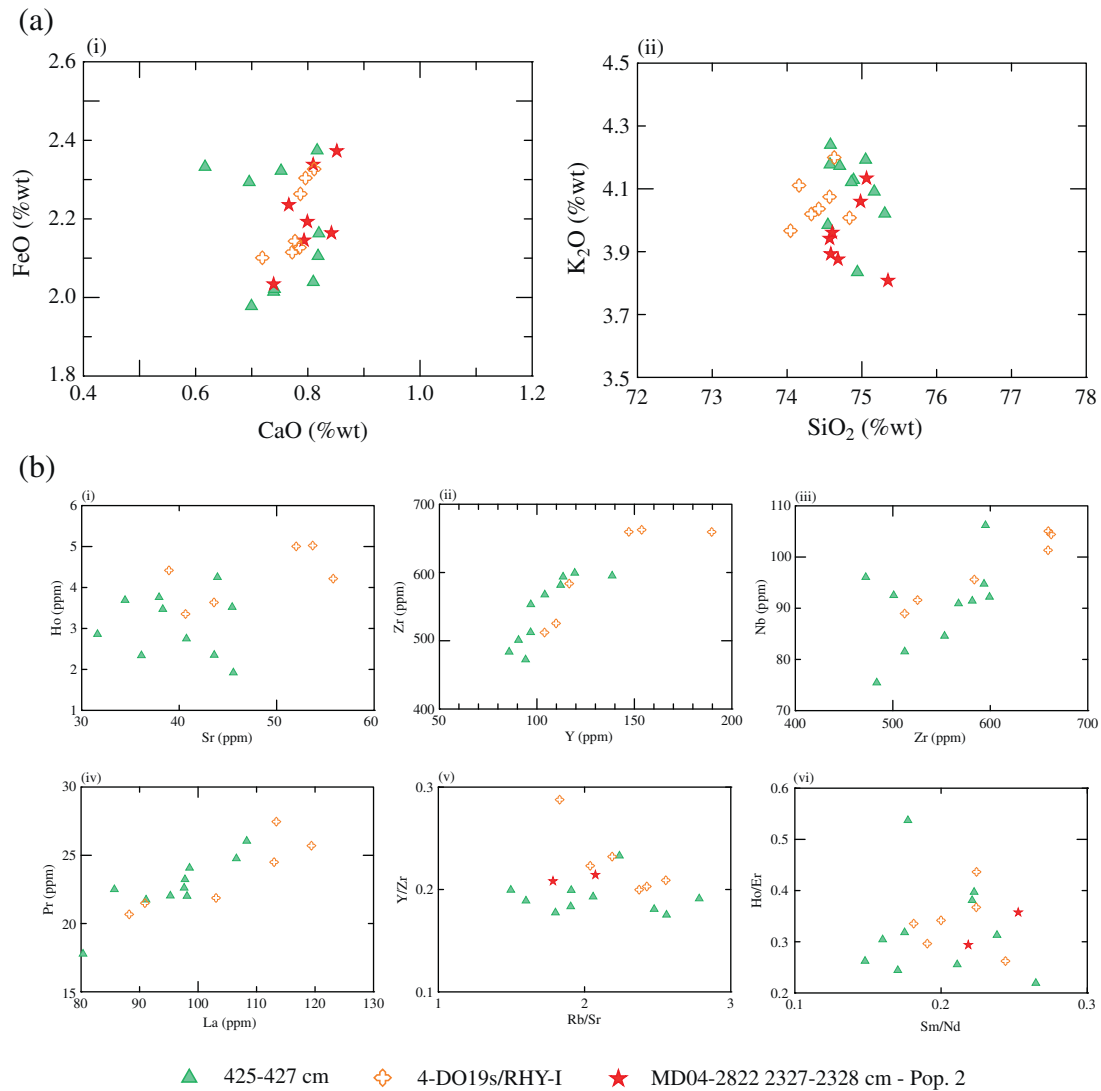 (a)
(i)
2.6
2.4
2.2
2.0
1.8
FeO (%wt)
0.4
0.6
0.8
1.0
1.2
CaO (%wt)
(ii)
4.5
4.3
4.1
3.9
3.7
3.5
K2O (%wt)
72
73
74
75
76
77
78
SiO2 (%wt)
(b)
(i)
6
5
4
3
2
1
Ho (ppm)
30
40
50
60
Sr (ppm)
(ii)
700
600
500
400
Zr (ppm)
50
100
150
200
Y (ppm)
(iii)
110
100
90
80
70
Nb (ppm)
400
500
600
700
Zr (ppm)
(iv)
30
25
20
15
Pr (ppm)
80
90
100
110
120
130
La (ppm)
(v)
0.3
0.2
0.1
Y/Zr
1
2
3
Rb/Sr
(vi)
0.6
0.5
0.4
0.3
0.2
Ho/Er
0.1
0.2
0.3
Sm/Nd
425-427 cm
4-DO19s/RHY-I
MD04-2822 2327-2328 cm - Pop. 2